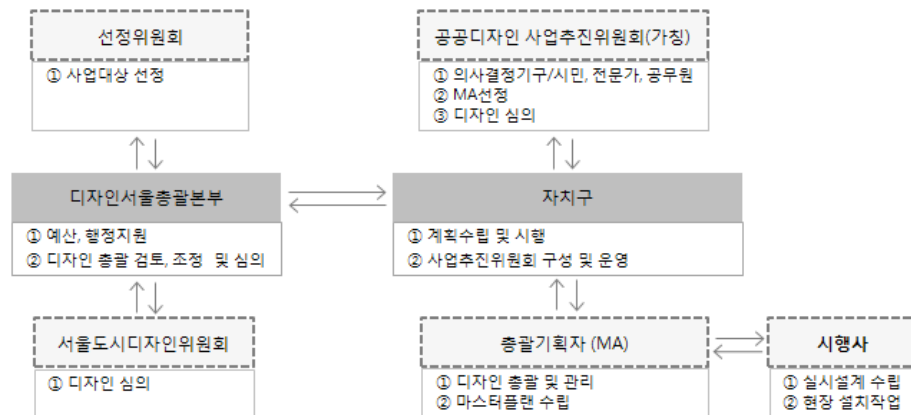 선정위원회
① 사업대상 선정
공공디자인 사업추진위원회(가칭)
① 의사결정기구/시민, 전문가, 공무원
② MA선정
③ 디자인 심의
디자인서울총괄본부
① 예산, 행정지원
② 디자인 총괄 검토, 조정 및 심의
자치구
① 계획수립 및 시행
② 사업추진위원회 구성 및 운영
서울도시디자인위원회
① 디자인 심의
총괄기획자 (MA)
① 디자인 총괄 및 관리
② 마스터플랜 수립
시행사
① 실시설계 수립
② 현장 설치작업